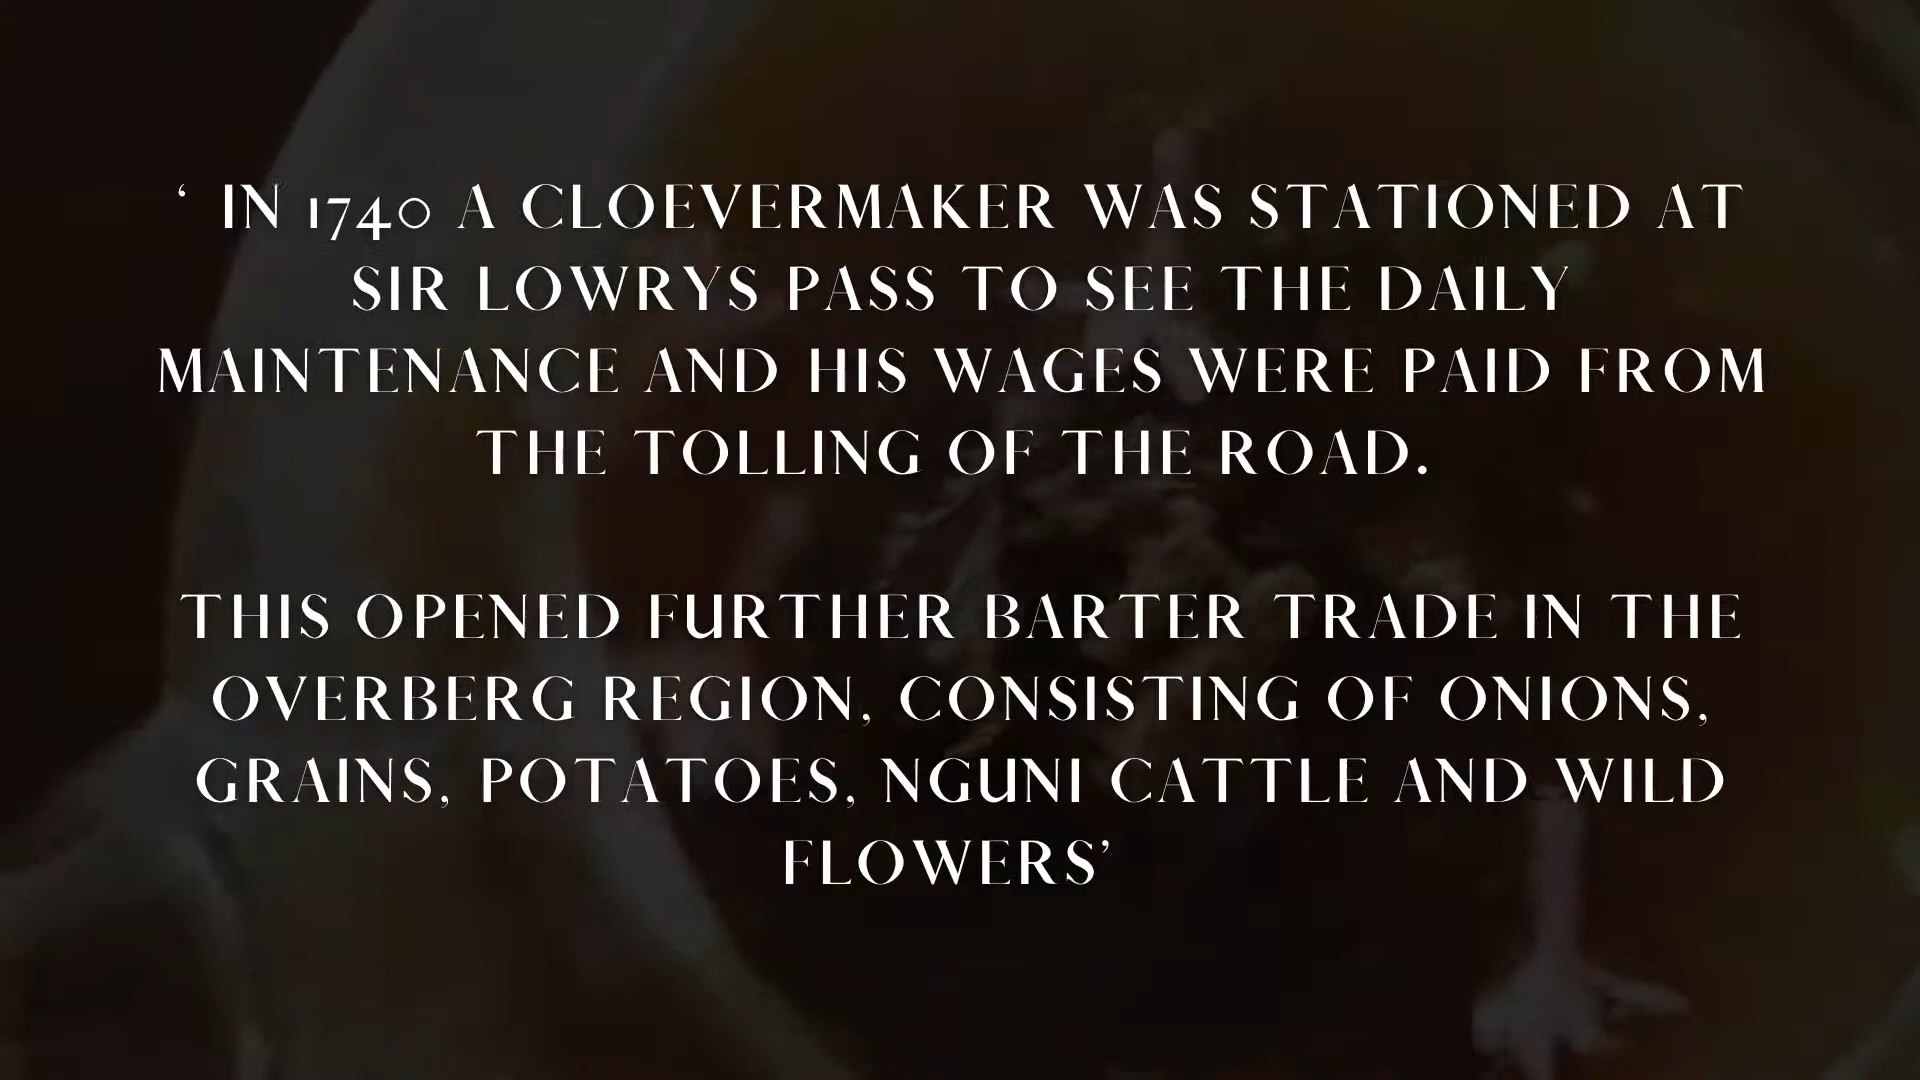 ‘ IN 1740 A CLOEVERMAKER WAS STATIONED AT
SIR LOWRYS PASS TO SEE THE DAILY
MAINTENANCE AND HIS WAGES WERE PAID FROM
THE TOLLING OF THE ROAD.
THIS OPENED FURTHER BARTER TRADE IN THE
OVERBERG REGION, CONSISTING OF ONIONS,
GRAINS, POTATOES, NGUNI CATTLE AND WILD
FLOWERS’